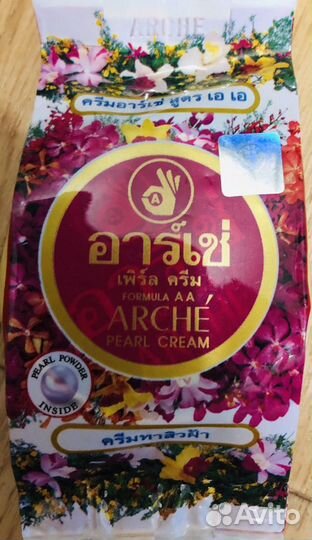 ARCHÉ
ครีมอาร์เช่ สูตร เอ เอ
A
อาร์เช่
เพิร์ล ครีม
FORMULA A A
ARCHÉ
PEARL CREAM
PEARL POWDER
INSIDE
ครีมทาสิวฝ้า
Avito